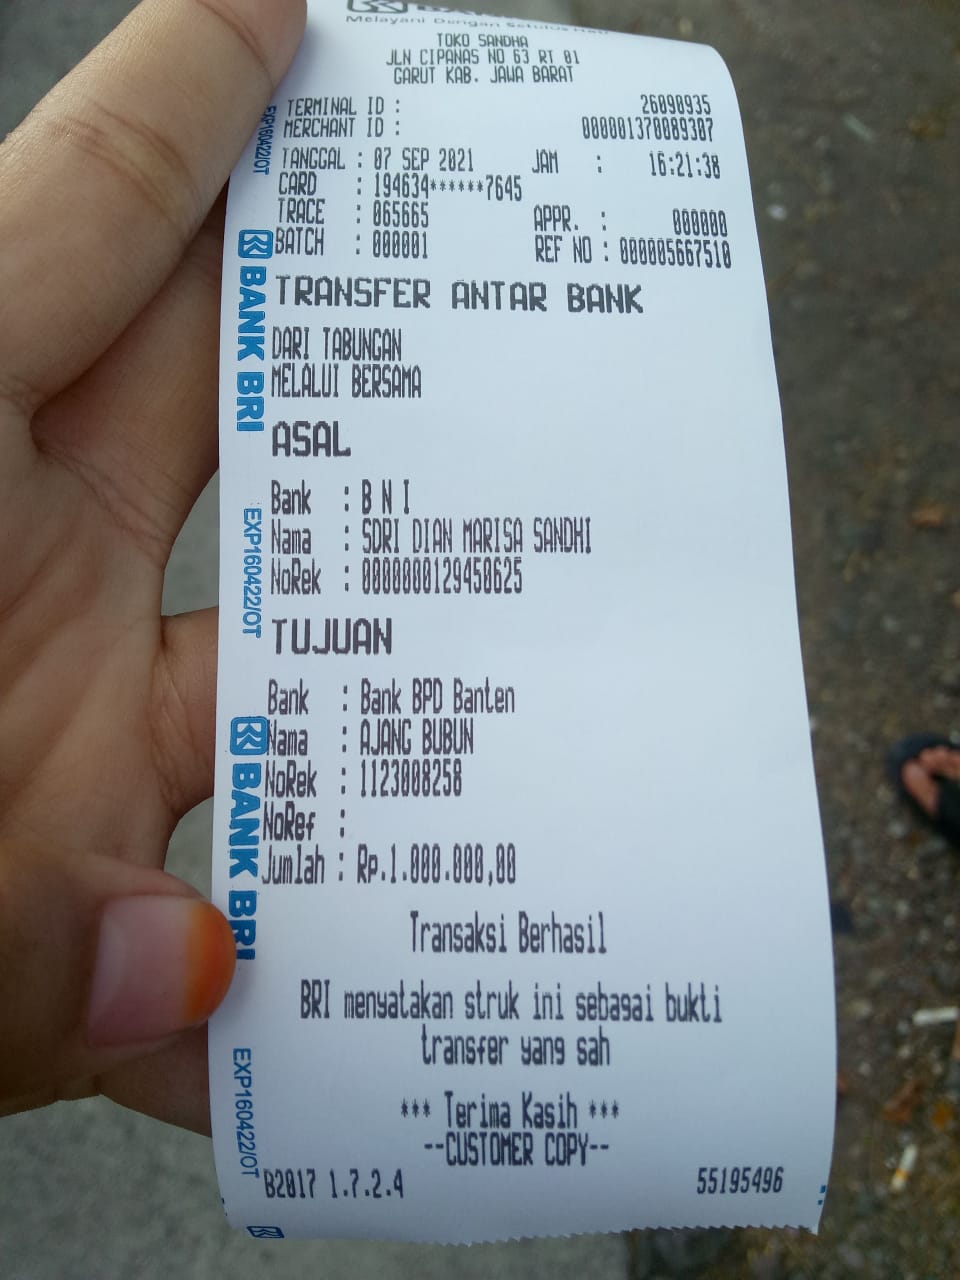 Melayani Dengan Setulus Hati
TOKO SANDHA
JLN CIPANAS NO 63 RT 01
GARUT KAB. JAWA BARAT
TERMINAL ID : 26090935
MERCHANT ID : 000001370089307
TANGGAL : 07 SEP 2021 JAM : 16:21:38
CARD : 194634******7645
TRACE : 065665 APPR. : 000000
BATCH : 000001 REF NO : 000005667510
TRANSFER ANTAR BANK
DARI TABUNGAN
MELALUI BERSAMA
ASAL
Bank : B N I
Nama : SDRI DIAN MARISA SANDHI
NoRek : 0000000129450625
TUJUAN
Bank : Bank BPD Banten
Nama : AJANG BUBUN
NoRek : 1123008258
NoRef :
Jumlah : Rp.1.000.000,00
Transaksi Berhasil
BRI menyatakan struk ini sebagai bukti
transfer yang sah
*** Terima Kasih ***
--CUSTOMER COPY--
B2017 1.7.2.4 55195496
EXP160422/OT
BANK BRI
EXP160422/OT
BANK BRI
EXP160422/OT